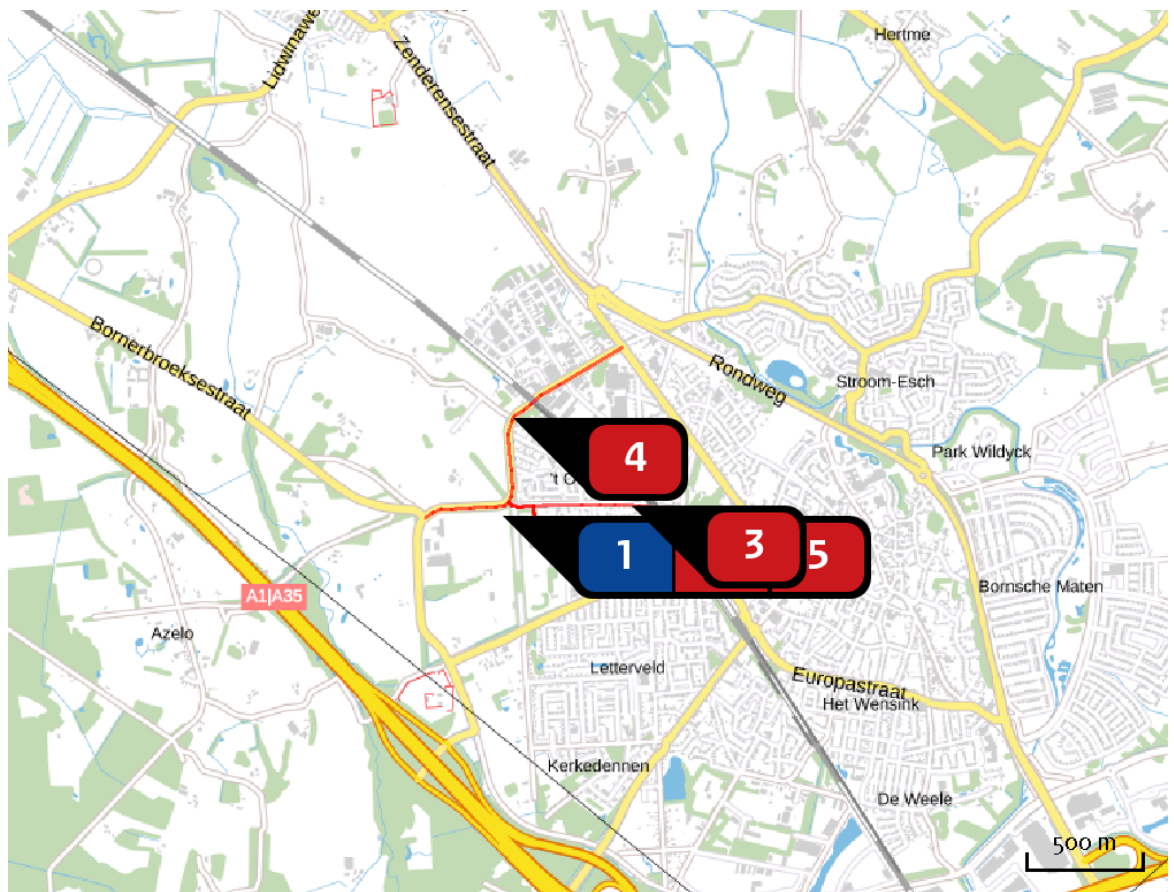 Hertme
Lidwinawe
Zenderensestraat
Bornerbroeksestraat
Rondweg
Stroom-Esch
Park Wildyck
4
't O
1
3
5
Bornsche Maten
A1|A35
Azelo
Letterveld
Europastraat
Het Wensink
Kerkedennen
De Weele
500 m